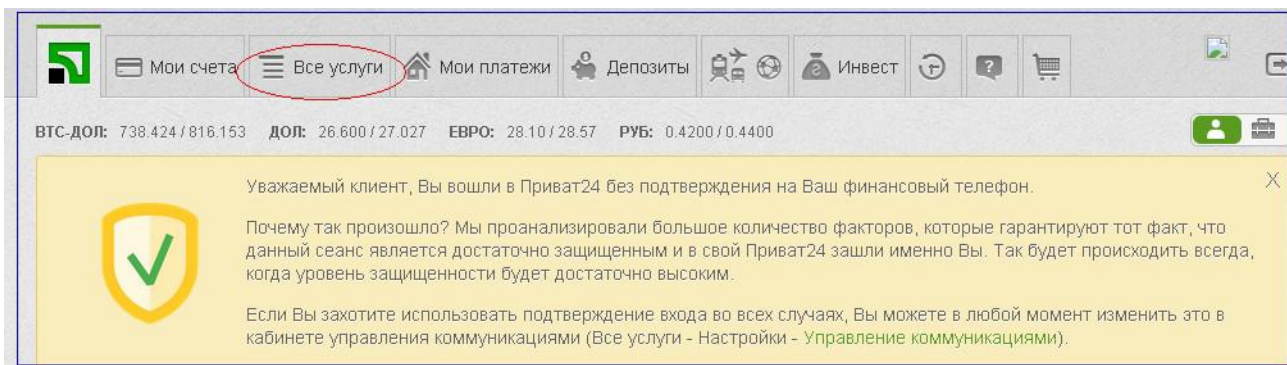 Мои счета Все услуги Мои платежи Депозиты Инвест
BTC-ДОЛ: 738.424 / 816.153 ДОЛ: 26.600 / 27.027 ЕВРО: 28.10 / 28.57 РУБ: 0.4200 / 0.4400
Уважаемый клиент, Вы вошли в Приват24 без подтверждения на Ваш финансовый телефон. X
Почему так произошло? Мы проанализировали большое количество факторов, которые гарантируют тот факт, что
данный сеанс является достаточно защищенным и в свой Приват24 зашли именно Вы. Так будет происходить всегда,
когда уровень защищенности будет достаточно высоким.
Если Вы захотите использовать подтверждение входа во всех случаях, Вы можете в любой момент изменить это в
кабинете управления коммуникациями (Все услуги - Настройки - Управление коммуникациями).